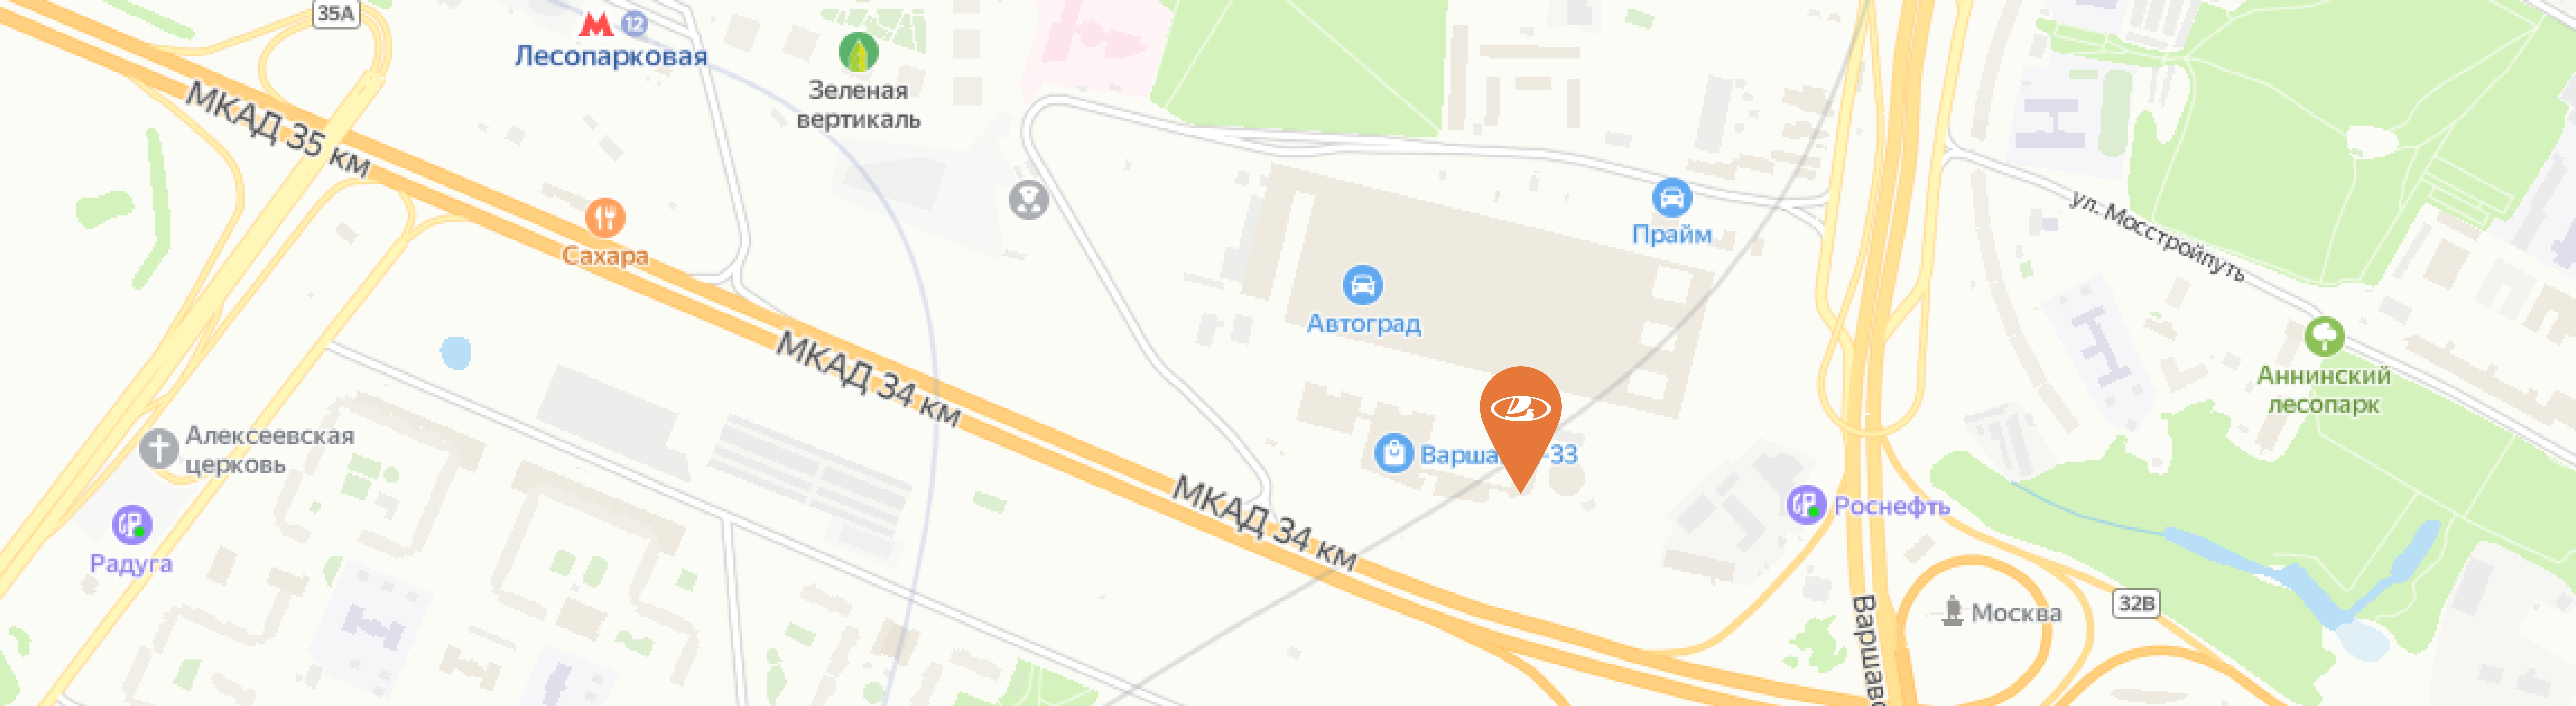 35А
12
Лесопарковая
Зеленая
вертикаль
МКАД 35 км
Сахара
Прайм
ул. Мосстройпуть
Автоград
МКАД 34 км
Аннинский
лесопарк
Алексеевская
церковь
-33
МКАД 34 км
Роснефть
Радуга
32В
Москва